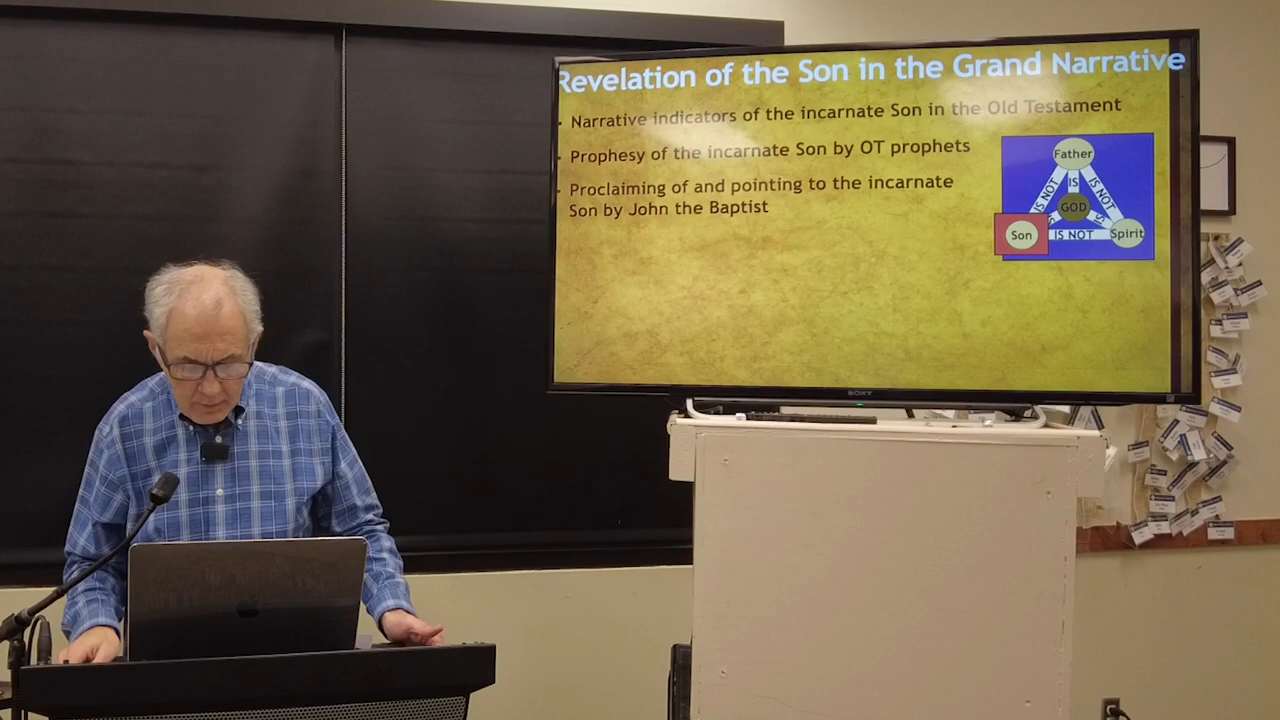 Revelation of the Son in the Grand Narrative
• Narrative indicators of the incarnate Son in the Old Testament
• Prophesy of the incarnate Son by OT prophets
• Proclaiming of and pointing to the incarnate
Son by John the Baptist
Father
IS NOT
IS
IS NOT
GOD
IS
IS
Son
IS NOT
Spirit
SONY